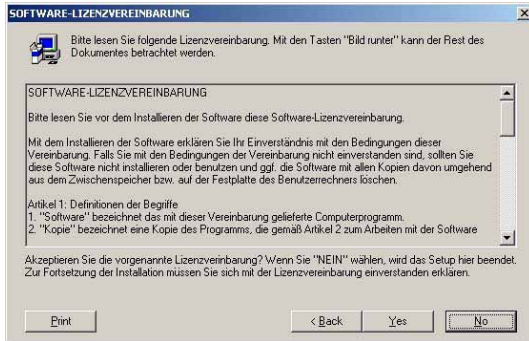 SOFTWARE-LIZENZVEREINBARUNG
Bitte lesen Sie folgende Lizenzvereinbarung. Mit den Tasten "Bild runter" kann der Rest des
Dokumentes betrachtet werden.
SOFTWARE-LIZENZVEREINBARUNG
Bitte lesen Sie vor dem Installieren der Software diese Software-Lizenzvereinbarung.
Mit dem Installieren der Software erklären Sie Ihr Einverständnis mit den Bedingungen dieser
Vereinbarung. Falls Sie mit den Bedingungen der Vereinbarung nicht einverstanden sind, sollten Sie
diese Software nicht installieren oder benutzen und ggf. die Software mit allen Kopien davon umgehend
aus dem Zwischenspeicher bzw. auf der Festplatte des Benutzerrechners löschen.
Artikel 1: Definitionen der Begriffe
1. "Software" bezeichnet das mit dieser Vereinbarung gelieferte Computerprogramm.
2. "Kopie" bezeichnet eine Kopie des Programms, die gemäß Artikel 2 zum Arbeiten mit der Software
Akzeptieren Sie die vorgenannte Lizenzverinbarung? Wenn Sie "NEIN" wählen, wird das Setup hier beendet.
Zur Fortsetzung der Installation müssen Sie sich mit der Lizenzvereinbarung einverstanden erklären.
Print
< Back
Yes
No